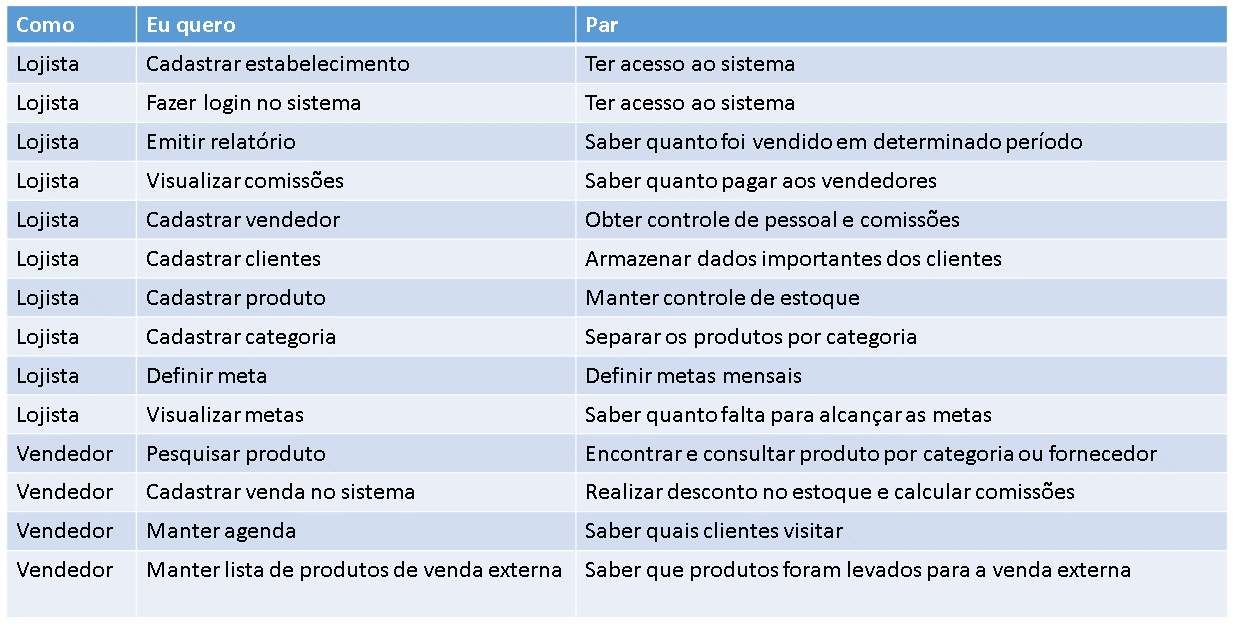 Como Eu quero Par
Lojista Cadastrar estabelecimento Ter acesso ao sistema
Lojista Fazer login no sistema Ter acesso ao sistema
Lojista Emitir relatório Saber quanto foi vendido em determinado período
Lojista Visualizar comissões Saber quanto pagar aos vendedores
Lojista Cadastrar vendedor Obter controle de pessoal e comissões
Lojista Cadastrar clientes Armazenar dados importantes dos clientes
Lojista Cadastrar produto Manter controle de estoque
Lojista Cadastrar categoria Separar os produtos por categoria
Lojista Definir meta Definir metas mensais
Lojista Visualizar metas Saber quanto falta para alcançar as metas
Vendedor Pesquisar produto Encontrar e consultar produto por categoria ou fornecedor
Vendedor Cadastrar venda no sistema Realizar desconto no estoque e calcular comissões
Vendedor Manter agenda Saber quais clientes visitar
Vendedor Manter lista de produtos de venda externa Saber que produtos foram levados para a venda externa